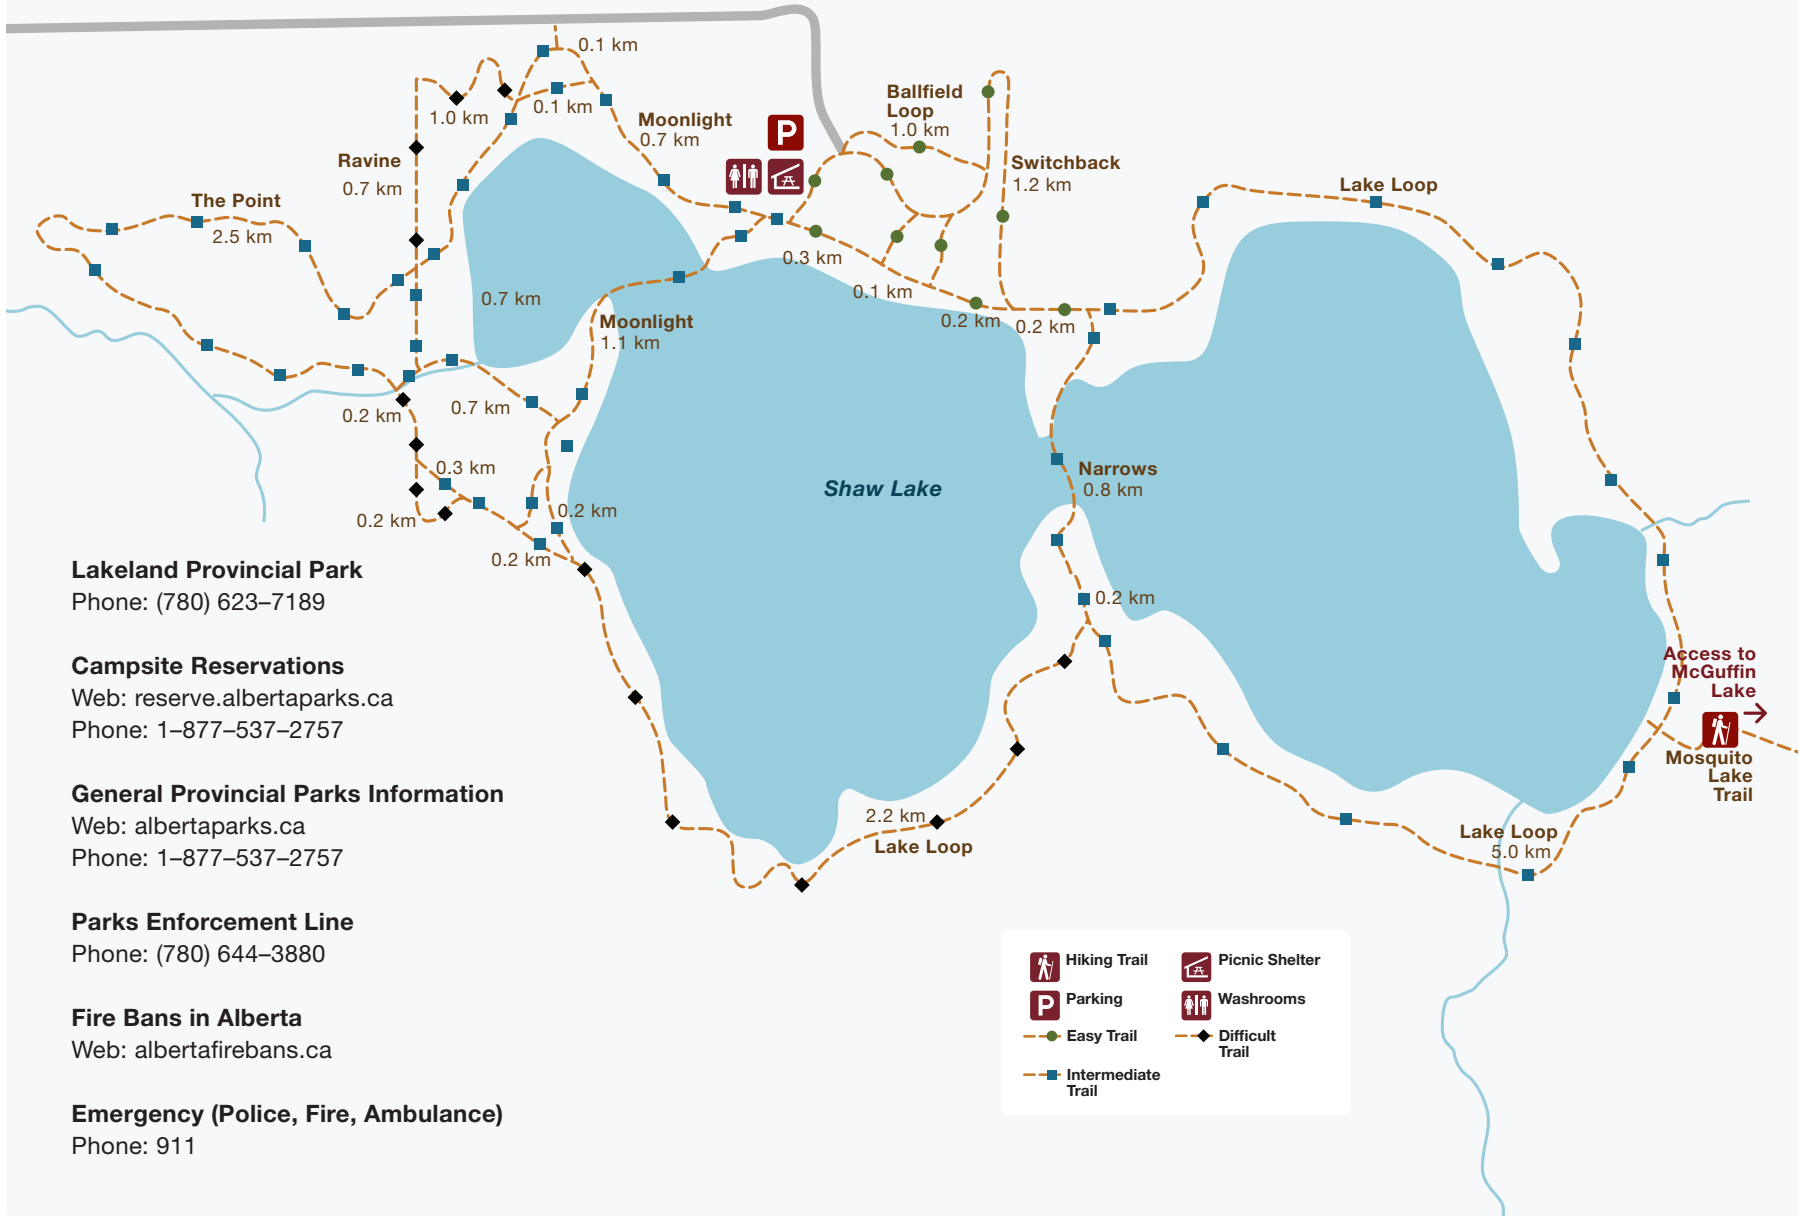 0.1 km
Ballfield
Loop
1.0 km
1.0 km
0.1 km
Moonlight
0.7 km
P
Ravine
0.7 km
Switchback
1.2 km
Lake Loop
The Point
2.5 km
0.3 km
0.7 km
0.1 km
0.2 km
0.2 km
Moonlight
1.1 km
0.2 km
0.7 km
0.3 km
0.2 km
0.2 km
0.2 km
Shaw Lake
Narrows
0.8 km
0.2 km
Access to
McGuffin
Lake
Mosquito
Lake
Trail
2.2 km
Lake Loop
Lake Loop
5.0 km
Lakeland Provincial Park
Phone: (780) 623–7189
Campsite Reservations
Web: reserve.albertaparks.ca
Phone: 1–877–537–2757
General Provincial Parks Information
Web: albertaparks.ca
Phone: 1–877–537–2757
Parks Enforcement Line
Phone: (780) 644–3880
Fire Bans in Alberta
Web: albertafirebans.ca
Emergency (Police, Fire, Ambulance)
Phone: 911
Hiking Trail
Picnic Shelter
P Parking
Washrooms
Easy Trail
Difficult
Trail
Intermediate
Trail